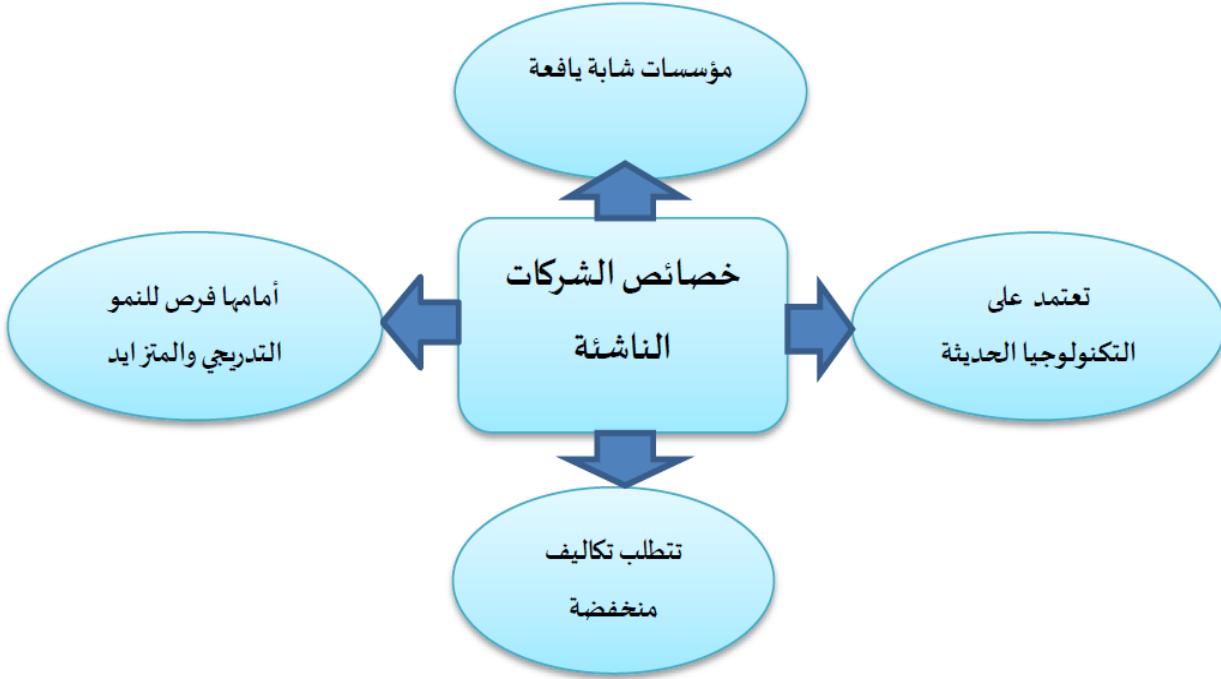 مؤسسات شابة يافعة
خصائص الشركات
الناشئة
تعتمد على
التكنولوجيا الحديثة
أمامها فرص للنمو
التدريجي والمتزايد
تتطلب تكاليف
منخفضة